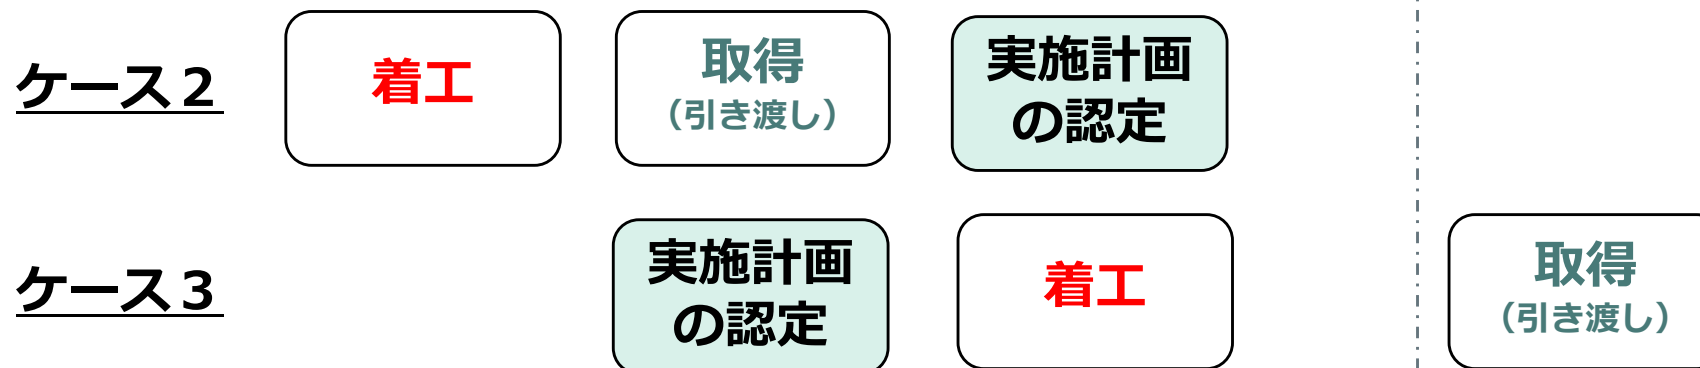 ケース2
着工
取得
（引き渡し）
実施計画
の認定
ケース3
実施計画
の認定
着工
取得
（引き渡し）